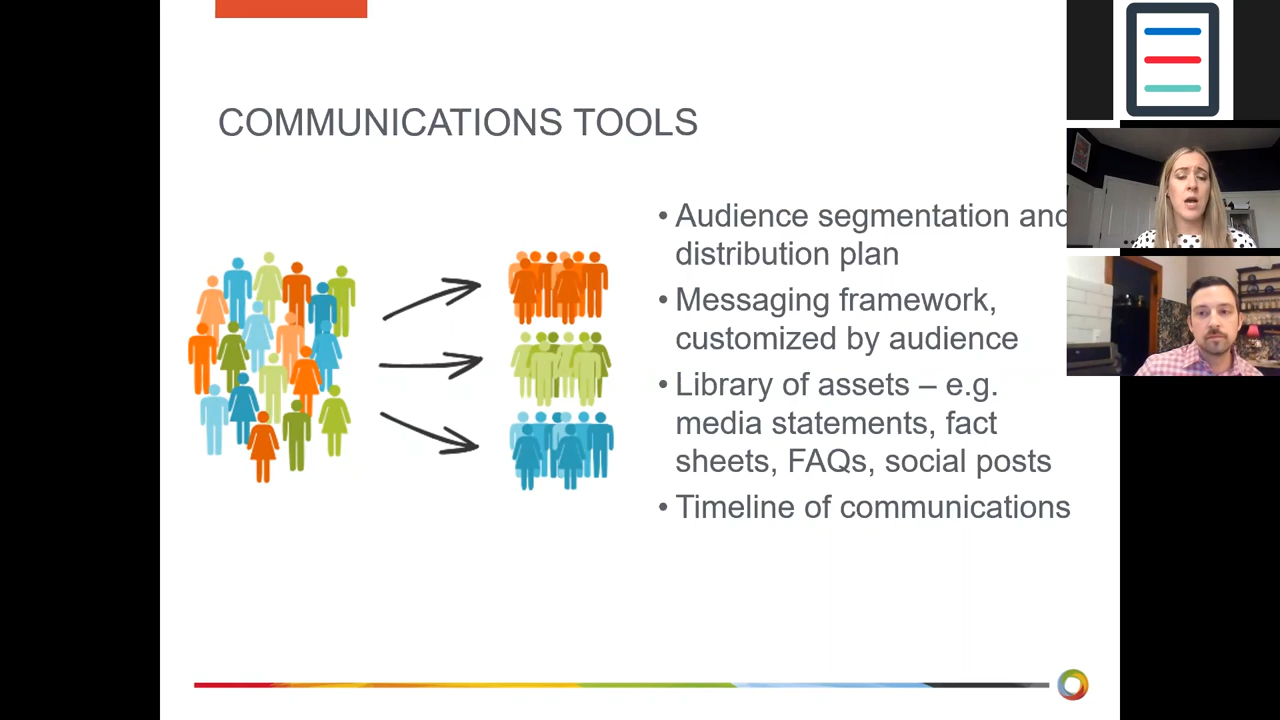 COMMUNICATIONS TOOLS
• Audience segmentation and
distribution plan
• Messaging framework,
customized by audience
• Library of assets – e.g.
media statements, fact
sheets, FAQs, social posts
• Timeline of communications